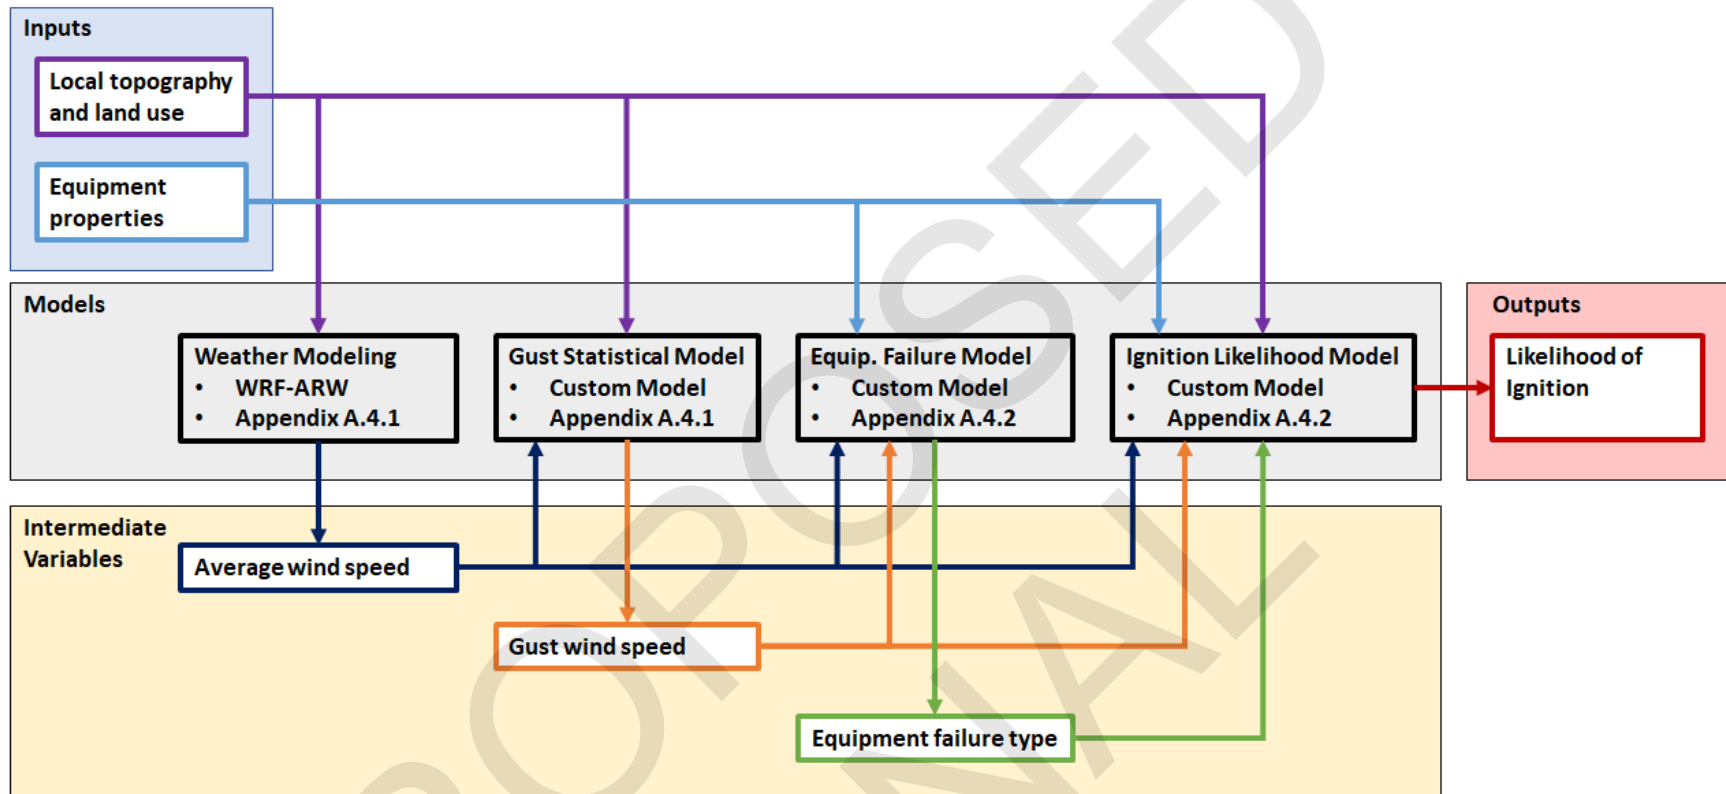 Inputs
Local topography
and land use
Equipment
properties
Models
Weather Modeling
• WRF-ARW
• Appendix A.4.1
Gust Statistical Model
• Custom Model
• Appendix A.4.1
Equip. Failure Model
• Custom Model
• Appendix A.4.2
Ignition Likelihood Model
• Custom Model
• Appendix A.4.2
Outputs
Likelihood of
Ignition
Intermediate
Variables
Average wind speed
Gust wind speed
Equipment failure type
OPOSED
NAL